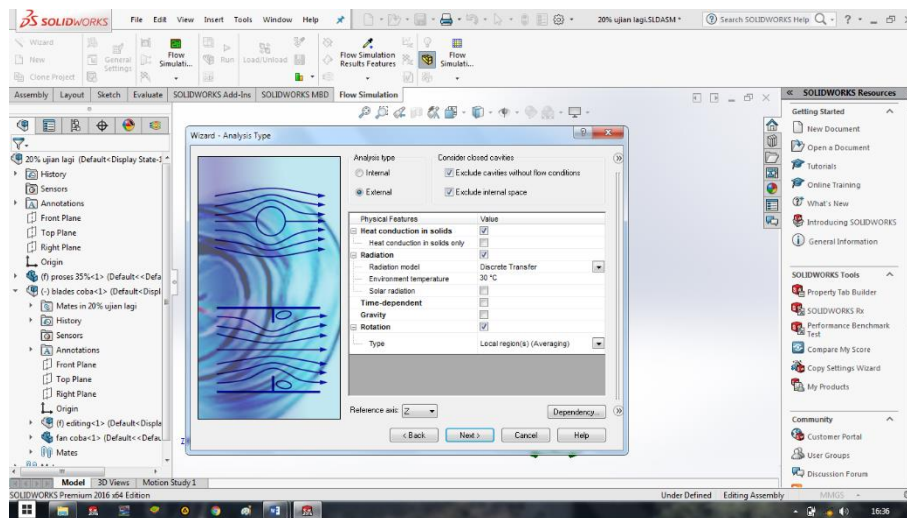 SOLIDWORKS File Edit View Insert Tools Window Help 20% ujian lagi.SLDASM * Search SOLIDWORKS Help
Wizard
New
Clone Project
General Settings
Flow Simulati...
Run
Load/Unload
Flow Simulation Results Features
Flow Simulati...
Assembly Layout Sketch Evaluate SOLIDWORKS Add-Ins SOLIDWORKS MBD Flow Simulation
20% ujian lagi (Default<Display State-1
History
Sensors
Annotations
Front Plane
Top Plane
Right Plane
Origin
(f) proses 35%<1> (Default<<Defa
(-) blades coba<1> (Default<Displ
Mates in 20% ujian lagi
History
Sensors
Annotations
Front Plane
Top Plane
Right Plane
Origin
(f) editing<1> (Default<Displa
fan coba<1> (Default<<Defau
Mates
Wizard - Analysis Type
Analysis type
Internal
External
Consider closed cavities
Exclude cavities without flow conditions
Exclude internal space
Physical Features Value
Heat conduction in solids
Heat conduction in solids only
Radiation
Radiation model Discrete Transfer
Environment temperature 30 °C
Solar radiation
Time-dependent
Gravity
Rotation
Type Local region(s) (Averaging)
Reference axis: Z
Dependency...
< Back Next > Cancel Help
SOLIDWORKS Resources
Getting Started
New Document
Open a Document
Tutorials
Online Training
What's New
Introducing SOLIDWORKS
General Information
SOLIDWORKS Tools
Property Tab Builder
SOLIDWORKS Rx
Performance Benchmark Test
Compare My Score
Copy Settings Wizard
My Products
Community
Customer Portal
User Groups
Discussion Forum
Model 3D Views Motion Study 1
SOLIDWORKS Premium 2016 x64 Edition Under Defined Editing Assembly MMGS
16:36